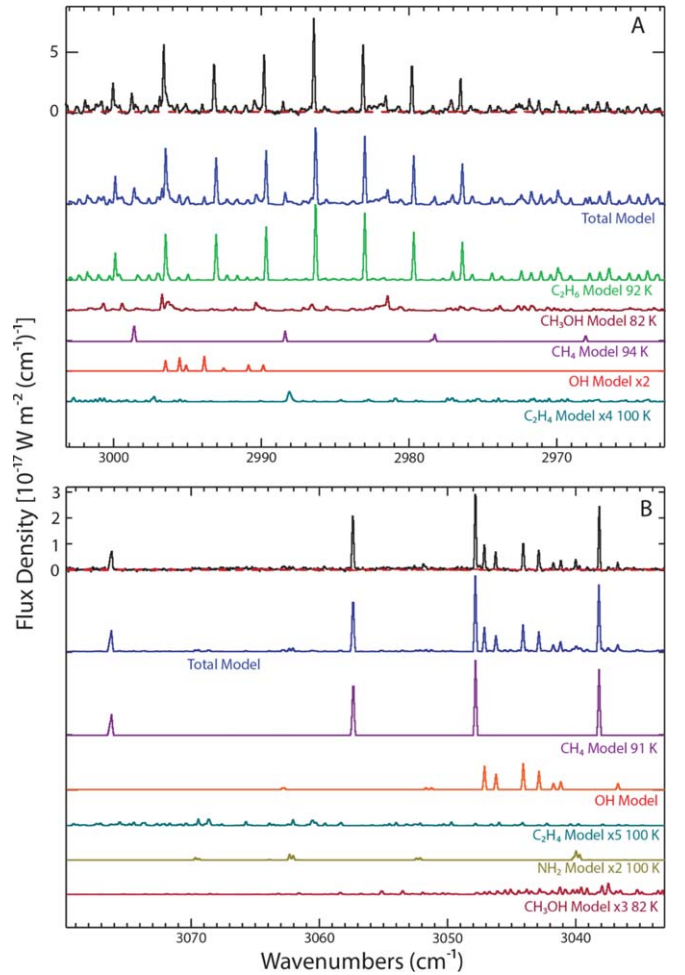 A
5
0
Total Model
C₂H₆ Model 92 K
CH₃OH Model 82 K
CH₄ Model 94 K
OH Model x2
C₂H₄ Model x4 100 K
3000 2990 2980 2970
Flux Density [10⁻¹⁷ W m⁻² (cm⁻¹)⁻¹]
B
3
2
1
0
Total Model
CH₄ Model 91 K
OH Model
C₂H₄ Model x5 100 K
NH₂ Model x2 100 K
CH₃OH Model x3 82 K
3070 3060 3050 3040
Wavenumbers (cm⁻¹)